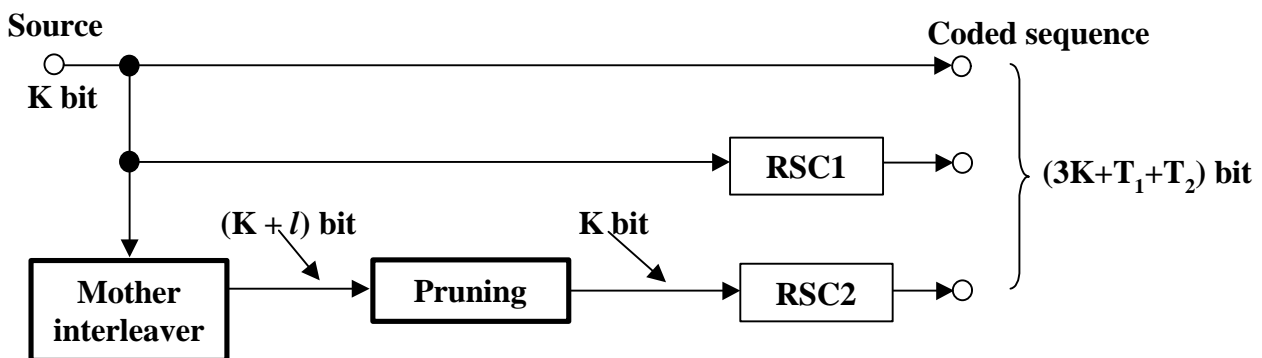 Source
Coded sequence
K bit
RSC1
(3K+T₁+T₂) bit
(K + l) bit
K bit
Mother
interleaver
Pruning
RSC2